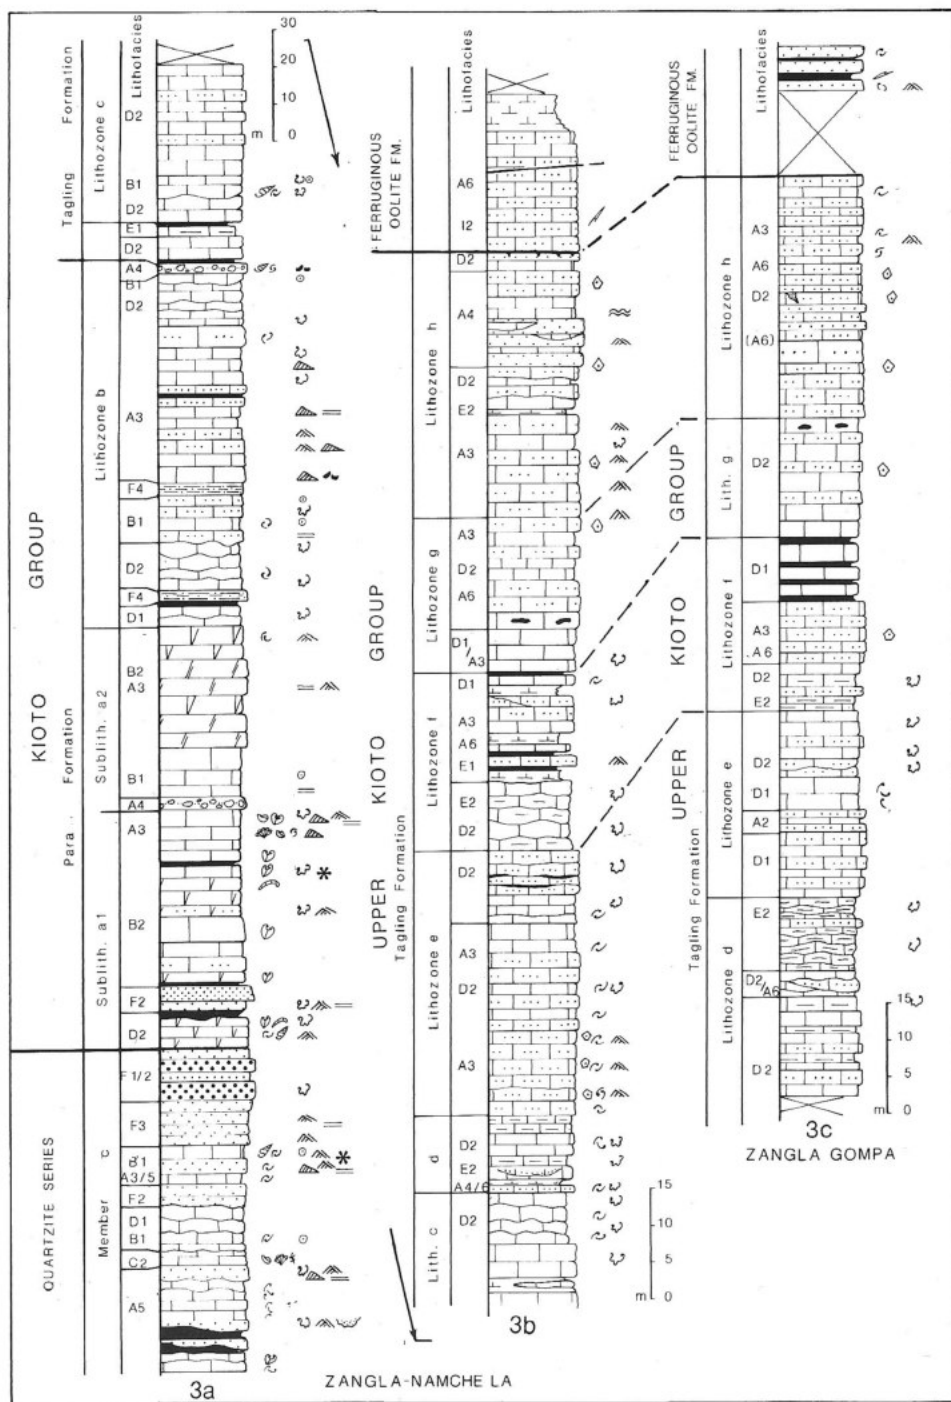 Formation
Tagling
Lithozone c
Lithofacies
D2
B1
D2
E1
D2
30
20
10
m 0
KIOTO GROUP
Para Formation
Lithozone b
A4
B1
D2
A3
F4
B1
D2
F4
D1
Sublith. a2
B2
A3
B1
A4
Sublith. a1
A3
B2
F2
D2
QUARTZITE SERIES
Member c
F1/2
F3
B1
A3/5
F2
D1
B1
C2
A5
3a
ZANGLA-NAMCHE LA
FERRUGINOUS
OOLITE FM.
Lithofacies
A6
I2
UPPER KIOTO GROUP
Tagling Formation
Lithozone h
D2
A4
D2
E2
A3
Lithozone g
A3
D2
A6
D1/A3
Lithozone f
D1
A3
A6
E1
E2
D2
Lithozone e
D2
A3
D2
A3
d
D2
E2
A4/6
Lith. c
D2
15
10
5
m 0
3b
FERRUGINOUS
OOLITE FM.
Lithofacies
UPPER KIOTO GROUP
Tagling Formation
Lithozone h
A3
A6
D2
(A6)
Lith. g
D2
Lithozone f
D1
A3
A6
D2
E2
Lithozone e
D2
D1
A2
D1
Lithozone d
E2
D2/A6
D2
15
10
5
m 0
3c
ZANGLA GOMPA